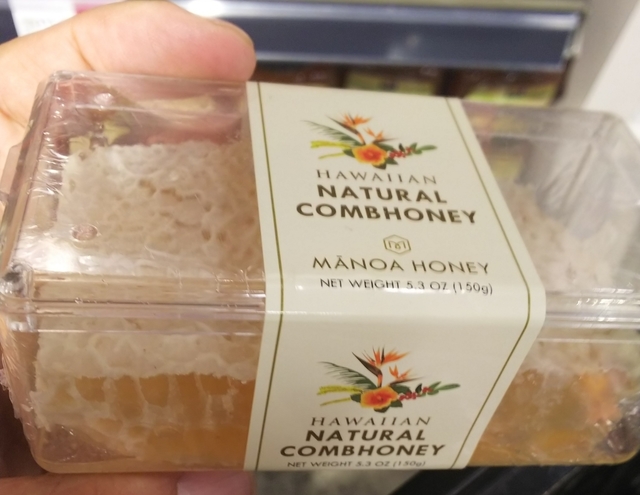 HAWAIIAN
NATURAL
COMBHONEY
MĀNOA HONEY
NET WEIGHT 5.3 OZ (150g)
HAWAIIAN
NATURAL
COMBHONEY
NET WEIGHT 5.3 OZ (150g)